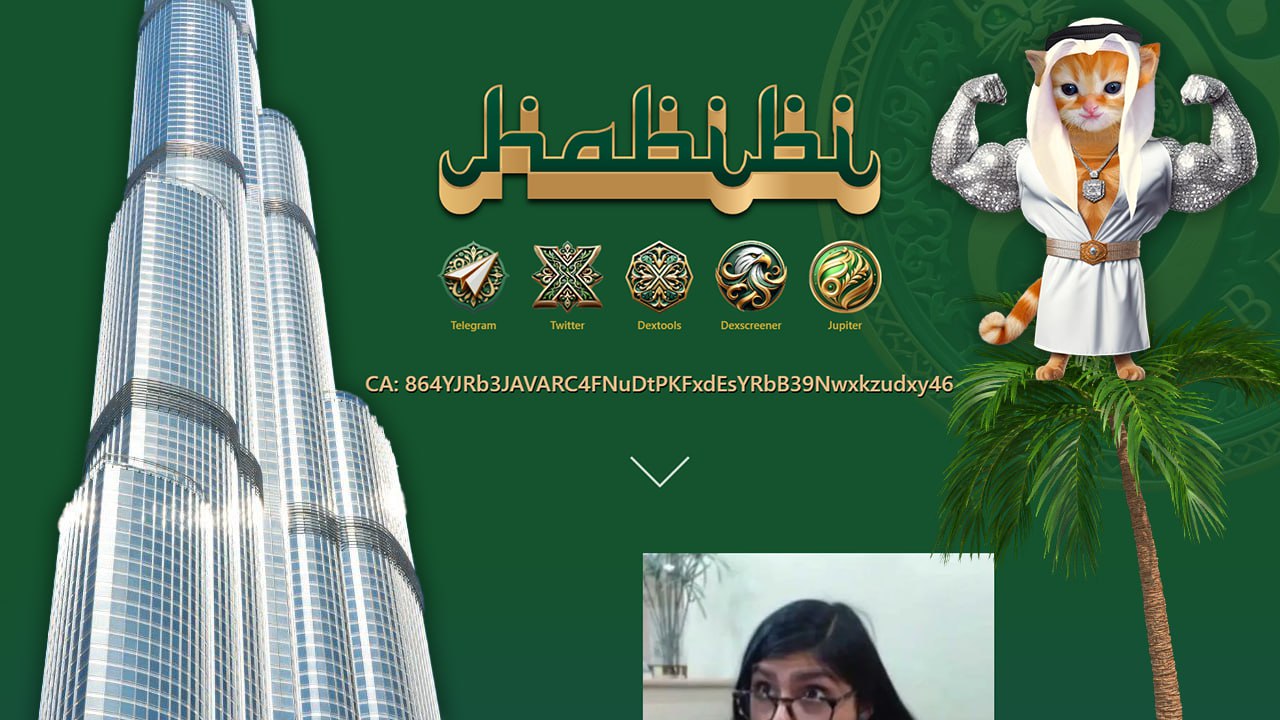 habibi
Telegram Twitter Dextools Dexscreener Jupiter
CA: 864YJRb3JAVARC4FNuDtPKFxdEsYRbB39Nwxkzudxy46